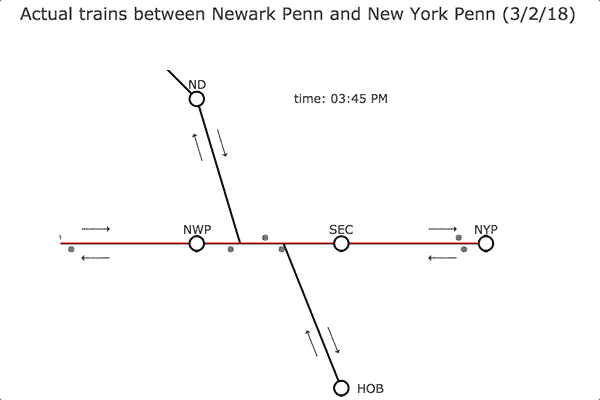 Actual trains between Newark Penn and New York Penn (3/2/18)
ND
time: 03:45 PM
NWP
SEC
NYP
HOB